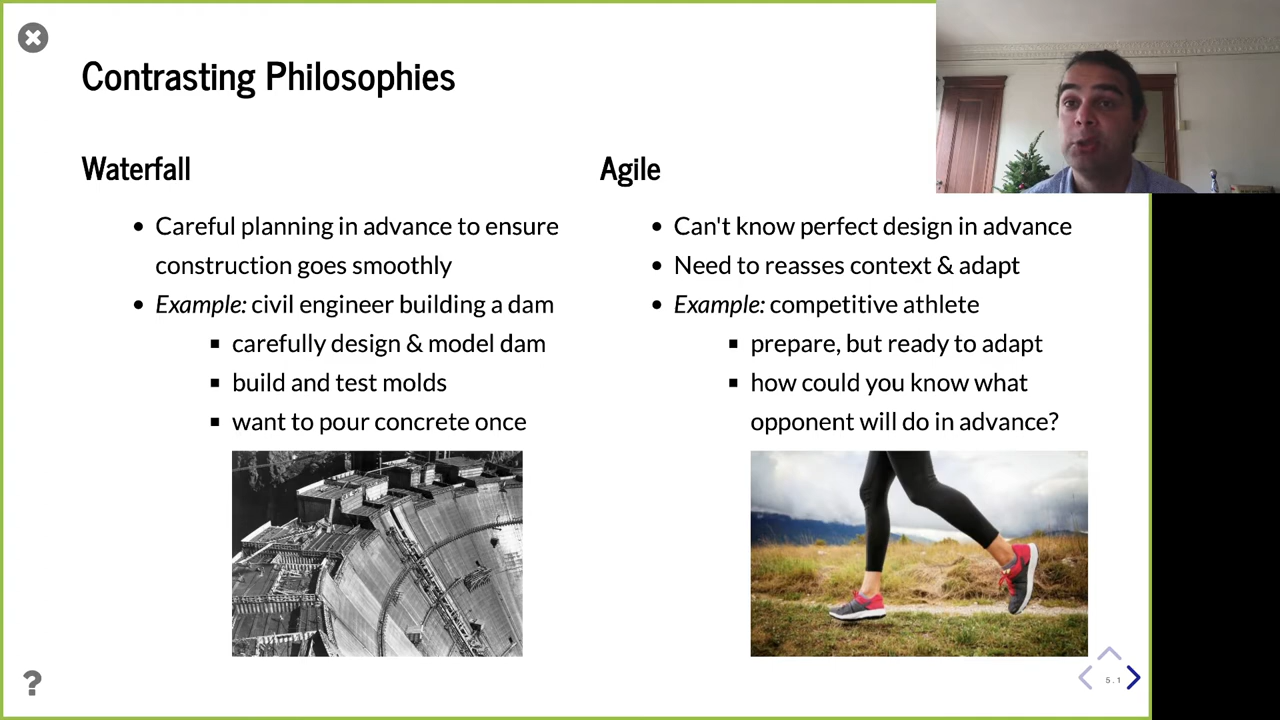 Contrasting Philosophies
Waterfall
Careful planning in advance to ensure
construction goes smoothly
Example: civil engineer building a dam
carefully design & model dam
build and test molds
want to pour concrete once
Agile
Can't know perfect design in advance
Need to reasses context & adapt
Example: competitive athlete
prepare, but ready to adapt
how could you know what
opponent will do in advance?
?
5.1